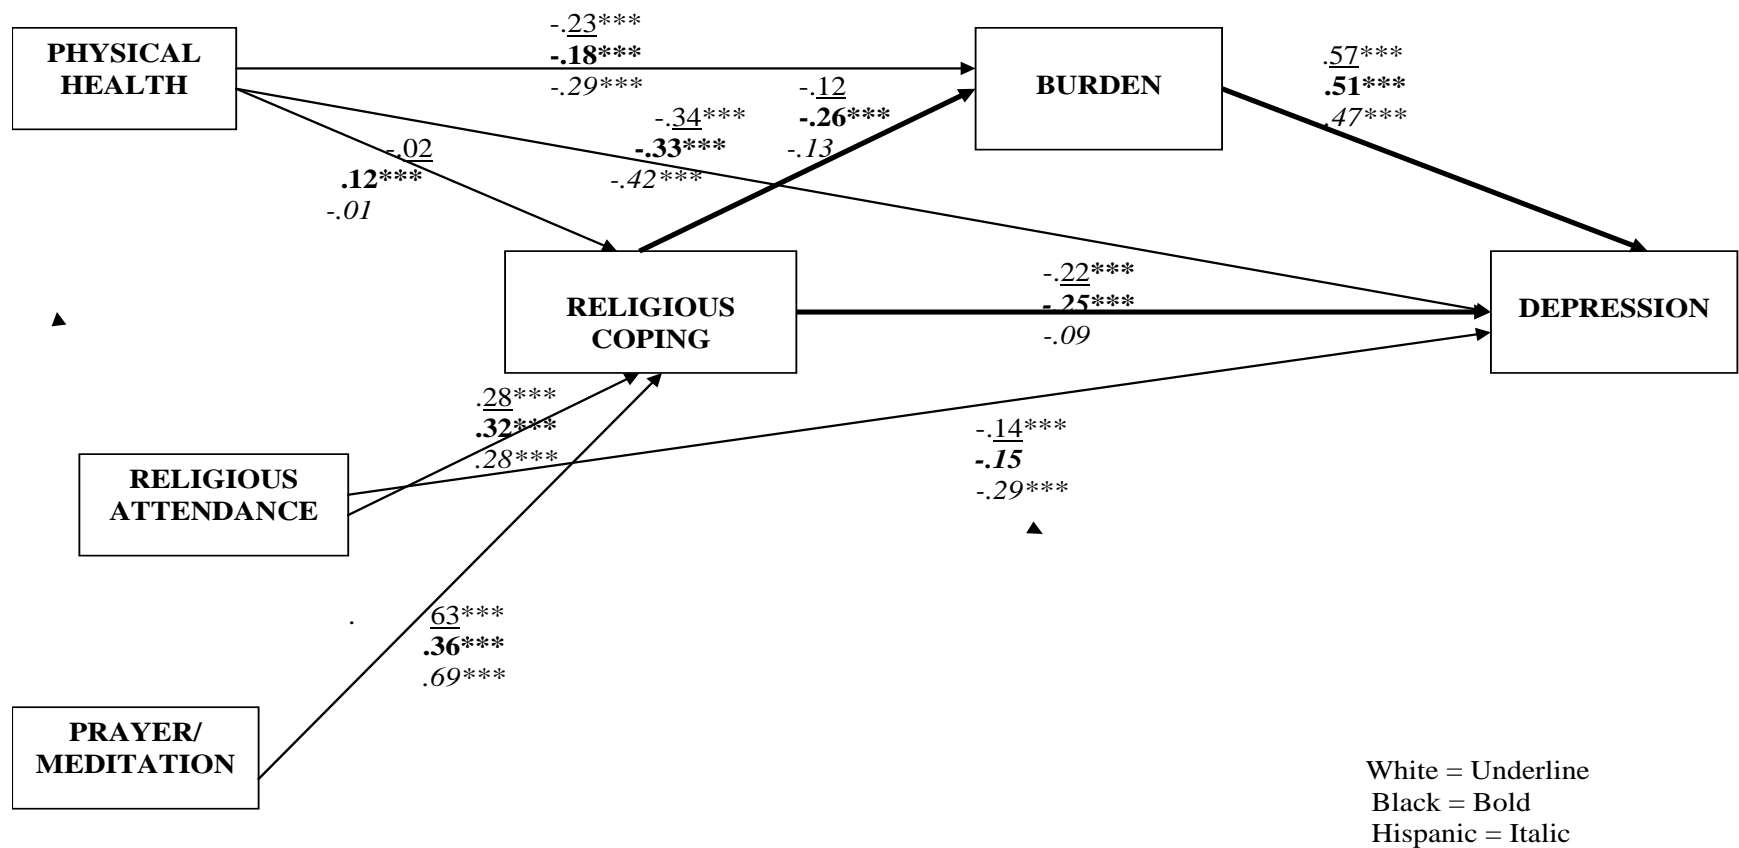 PHYSICAL
HEALTH
-.23***
-.18***
-.29***
BURDEN
.57***
.51***
.47***
-.12
-.26***
-.13
-.34***
-.33***
-.42***
-.02
.12***
-.01
RELIGIOUS
COPING
-.22***
-.25***
-.09
DEPRESSION
.28***
.32***
.28***
RELIGIOUS
ATTENDANCE
-.14***
-.15
-.29***
. 63***
.36***
.69***
PRAYER/
MEDITATION
White = Underline
Black = Bold
Hispanic = Italic